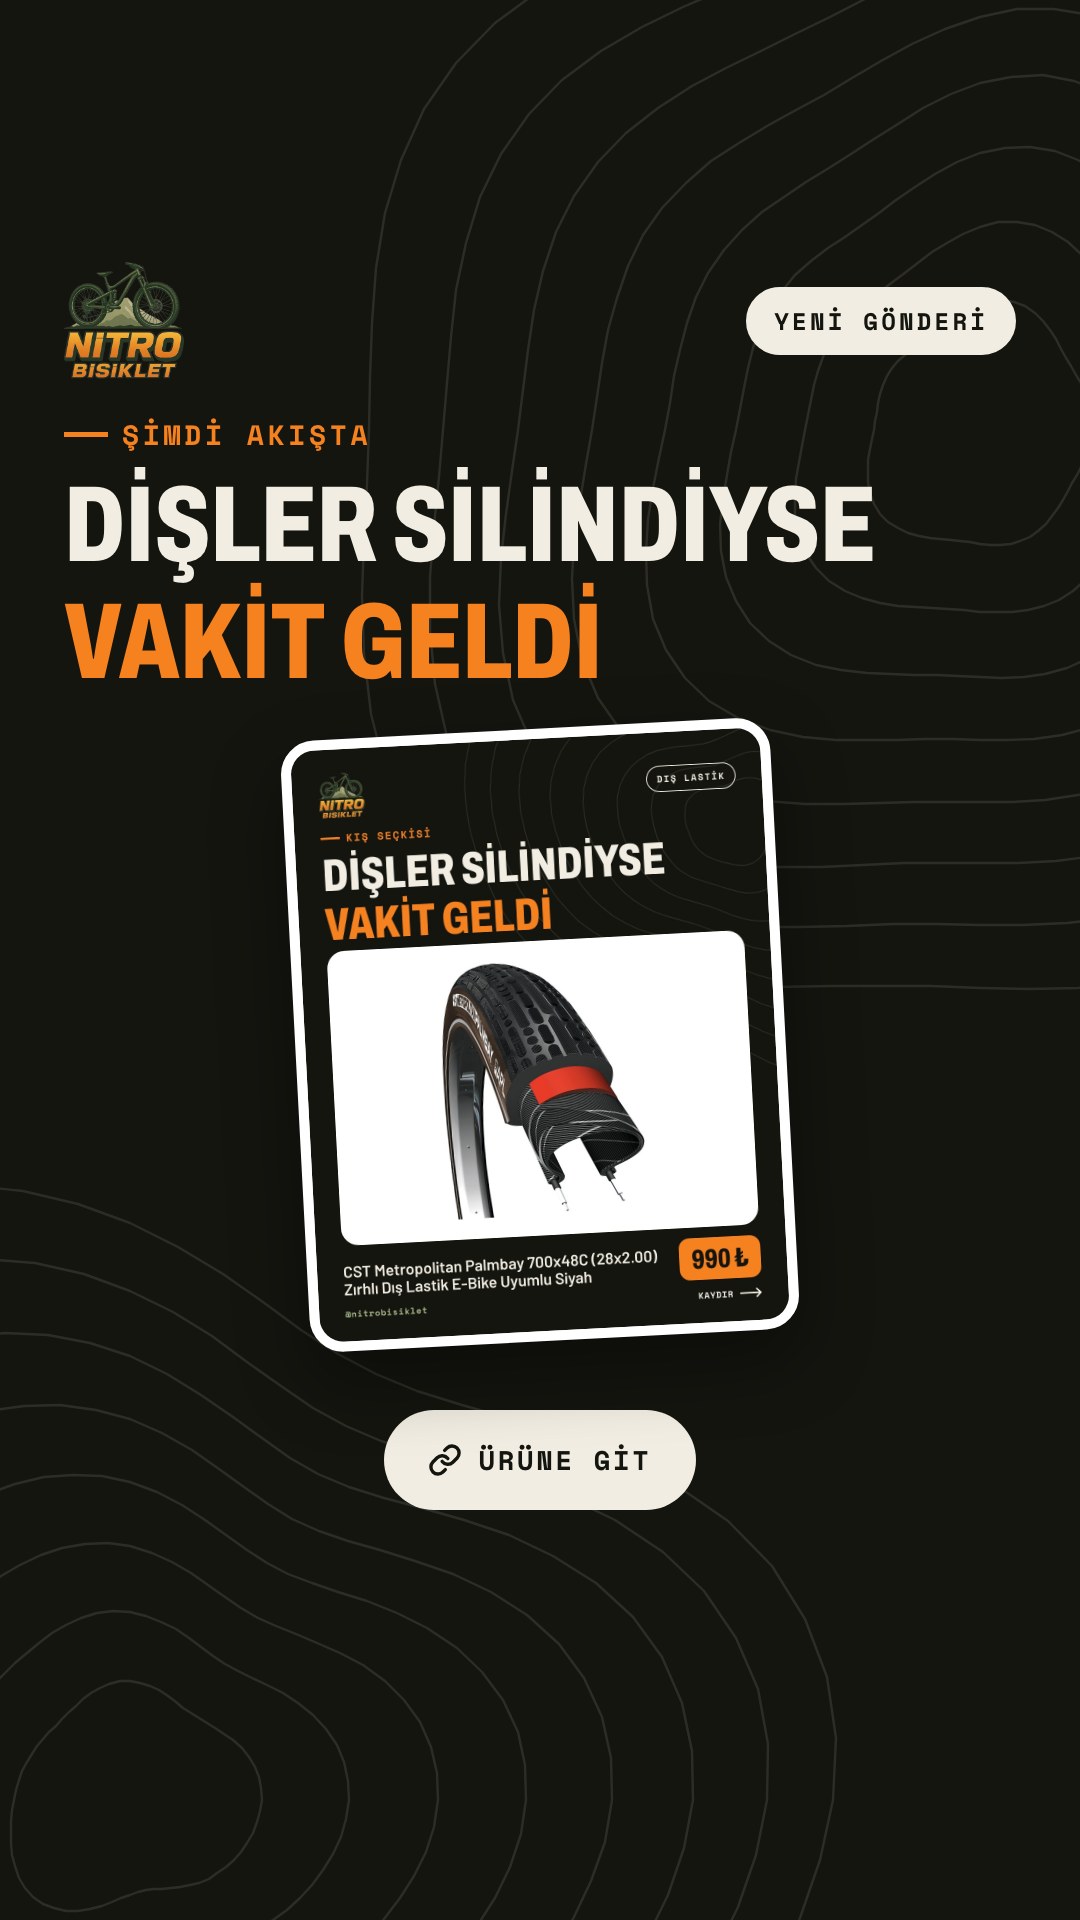 NiTRO
BiSiKLET
YENİ GÖNDERİ
ŞİMDİ AKIŞTA
DİŞLER SİLİNDİYSE
VAKİT GELDİ
NiTRO
BiSiKLET
DIŞ LASTİK
KIŞ SEÇKİSİ
DİŞLER SİLİNDİYSE
VAKİT GELDİ
CST Metropolitan Palmbay 700x48C (28x2.00)
Zırhlı Dış Lastik E-Bike Uyumlu Siyah
990 ₺
KAYDIR
@nitrobisiklet
ÜRÜNE GİT